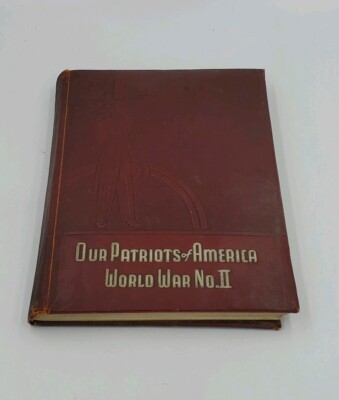 Our Patriots of America
World War No. II